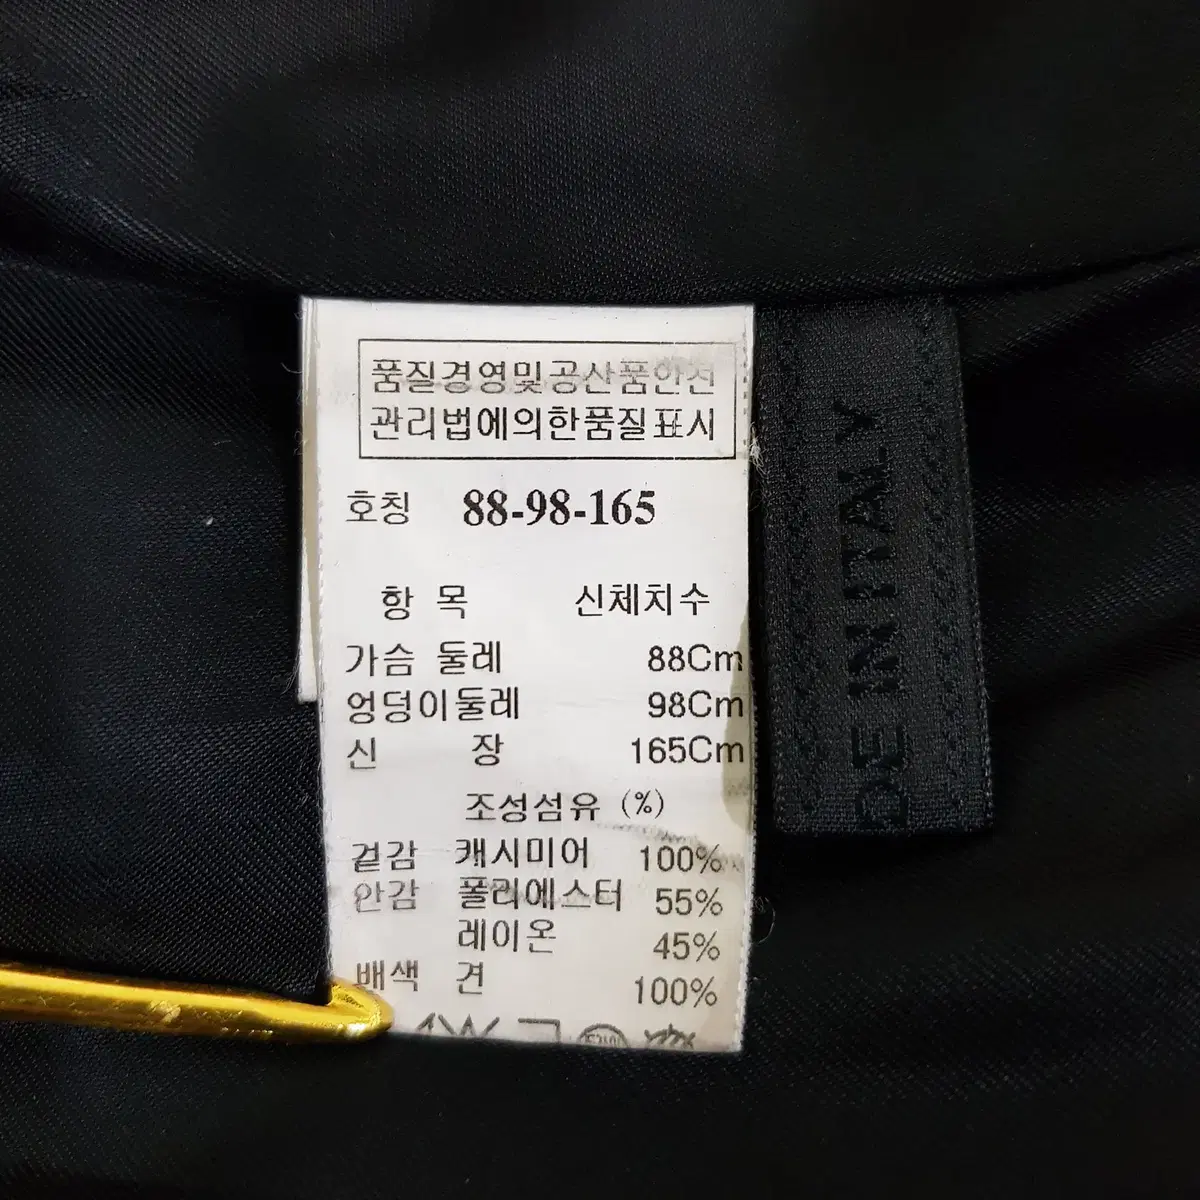 품질경영및공산품안전
관리법에의한품질표시
호칭 88-98-165
항 목 신체치수
가슴 둘레 88Cm
엉덩이둘레 98Cm
신 장 165Cm
조성섬유 (%)
겉감 캐시미어 100%
안감 폴리에스터 55%
레이온 45%
배색 견 100%
DE IN ITALY